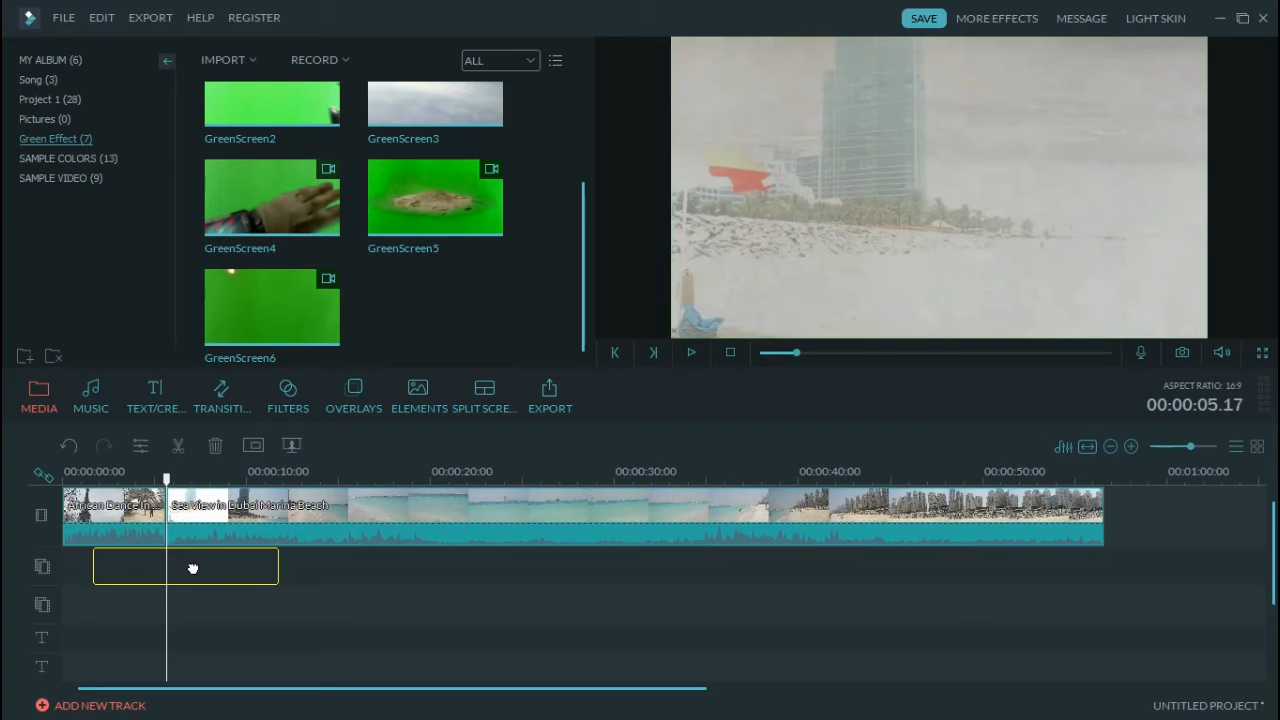 FILE EDIT EXPORT HELP REGISTER SAVE MORE EFFECTS MESSAGE LIGHT SKIN
MY ALBUM (6)
Song (3)
Project 1 (28)
Pictures (0)
Green Effect (7)
SAMPLE COLORS (13)
SAMPLE VIDEO (9)
IMPORT RECORD ALL
GreenScreen2 GreenScreen3
GreenScreen4 GreenScreen5
GreenScreen6
MEDIA MUSIC TEXT/CRE... TRANSITI... FILTERS OVERLAYS ELEMENTS SPLIT SCRE... EXPORT
ASPECT RATIO: 16:9
00:00:05.17
00:00:00:00 00:00:10:00 00:00:20:00 00:00:30:00 00:00:40:00 00:00:50:00 00:01:00:00
African Dance In... Sea View in Dubai Marina Beach
T
T
ADD NEW TRACK UNTITLED PROJECT *